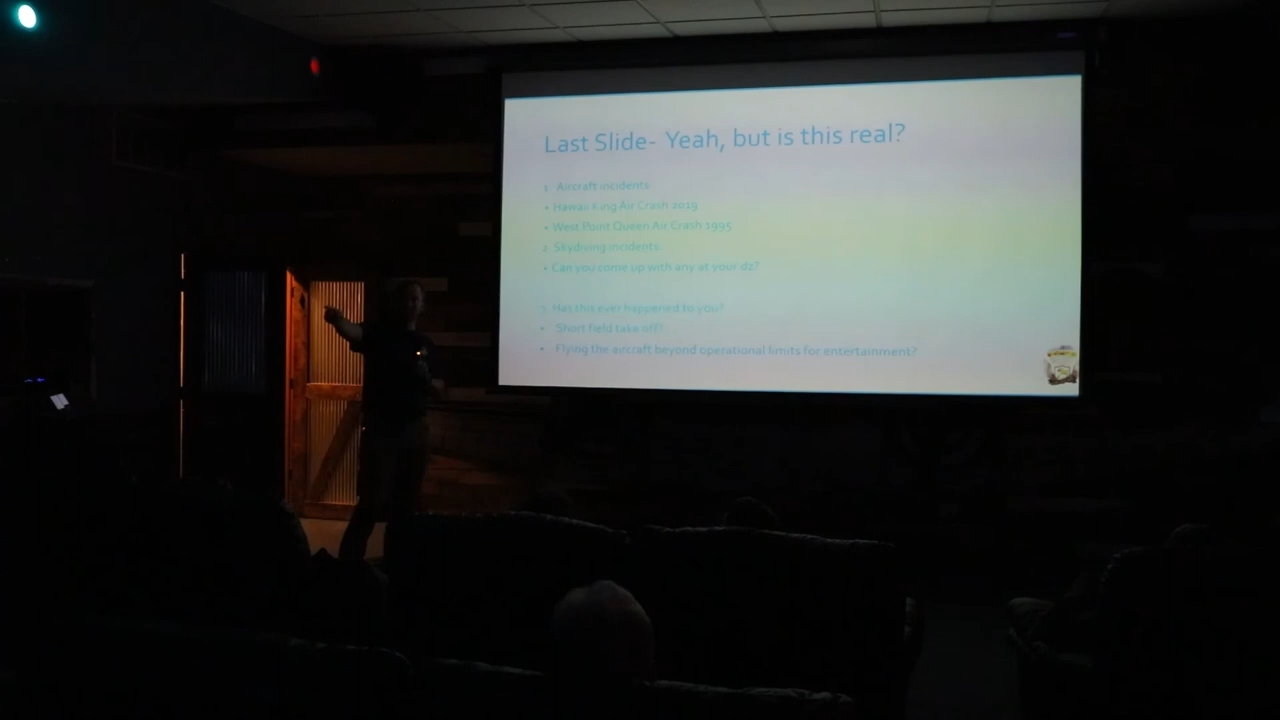 Last Slide- Yeah, but is this real?
1 Aircraft incidents
• Hawaii King Air Crash 2019
• West Point Queen Air Crash 1995
2 Skydiving incidents
• Can you come up with any at your dz?
3 Has this ever happened to you?
• Short field take off?
• Flying the aircraft beyond operational limits for entertainment?